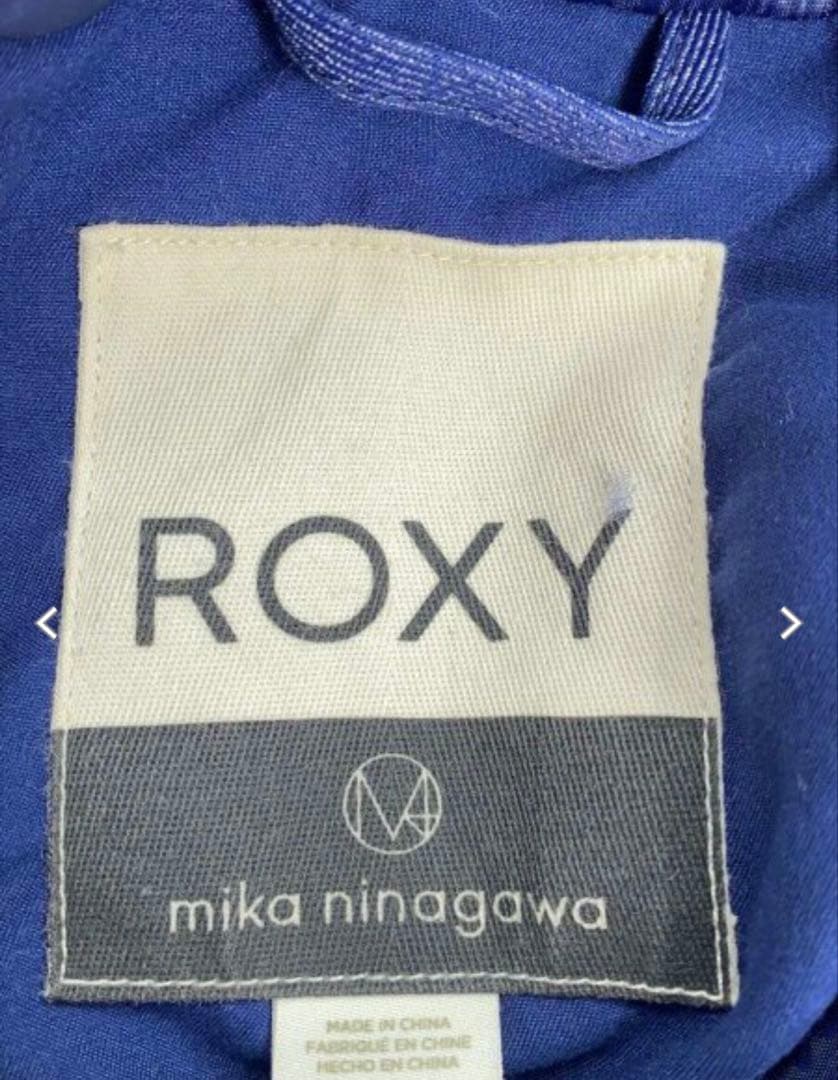 ROXY
mika ninagawa
MADE IN CHINA
FABRIQUÉ EN CHINE
HECHO EN CHINA